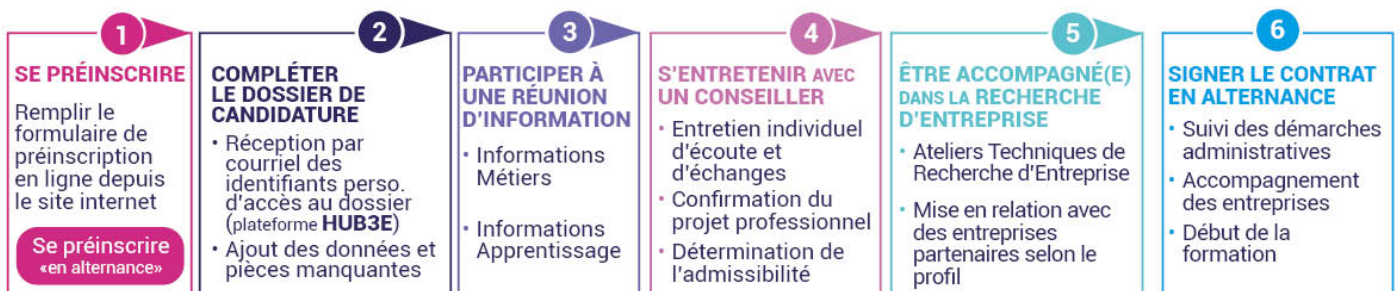 1
SE PRÉINSCRIRE
Remplir le
formulaire de
préinscription
en ligne depuis
le site internet
Se préinscrire
«en alternance»
2
COMPLÉTER
LE DOSSIER DE
CANDIDATURE
• Réception par
courriel des
identifiants perso.
d'accès au dossier
(plateforme HUB3E)
• Ajout des données et
pièces manquantes
3
PARTICIPER À
UNE RÉUNION
D'INFORMATION
• Informations
Métiers
• Informations
Apprentissage
4
S'ENTRETENIR AVEC
UN CONSEILLER
• Entretien individuel
d'écoute et
d'échanges
• Confirmation du
projet professionnel
• Détermination de
l'admissibilité
5
ÊTRE ACCOMPAGNÉ(E)
DANS LA RECHERCHE
D'ENTREPRISE
• Ateliers Techniques de
Recherche d'Entreprise
• Mise en relation avec
des entreprises
partenaires selon le
profil
6
SIGNER LE CONTRAT
EN ALTERNANCE
• Suivi des démarches
administratives
• Accompagnement
des entreprises
• Début de la
formation